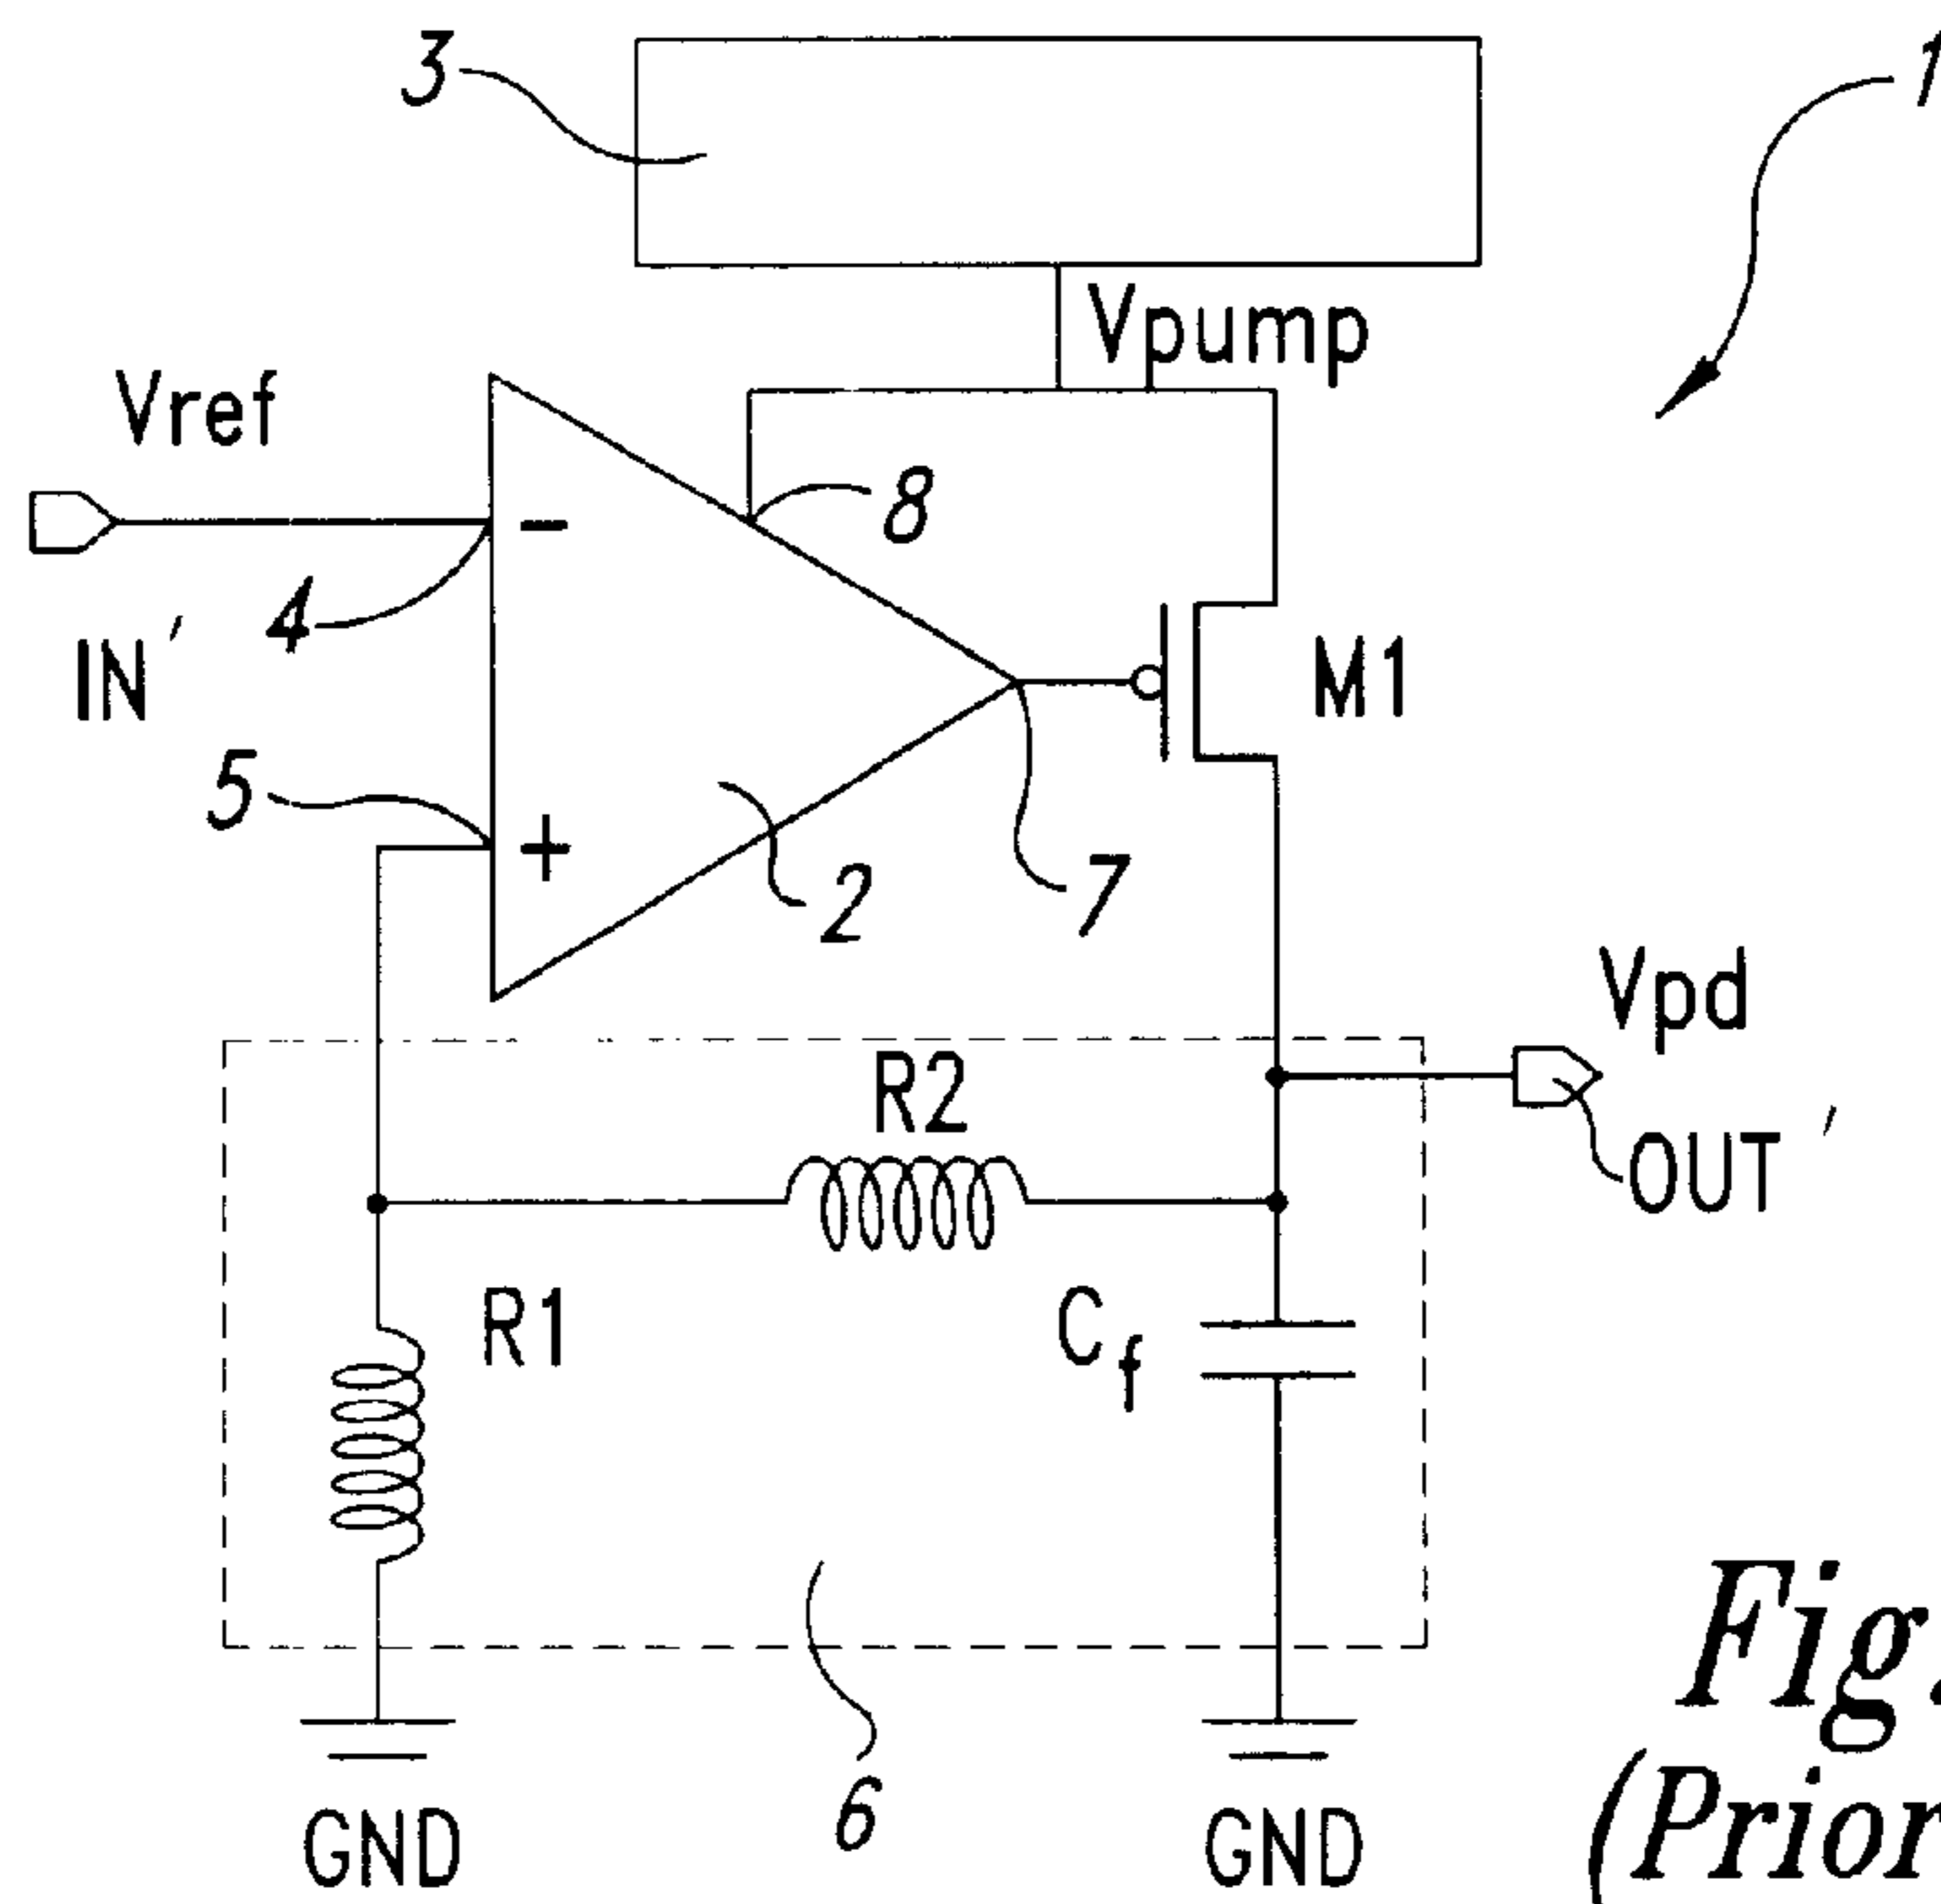 3
1
Vpump
Vref
8
4
IN'
M1
5
+
-
2
7
Vpd
R2
OUT'
R1
Cf
6
GND
GND
Fig.
(Prior